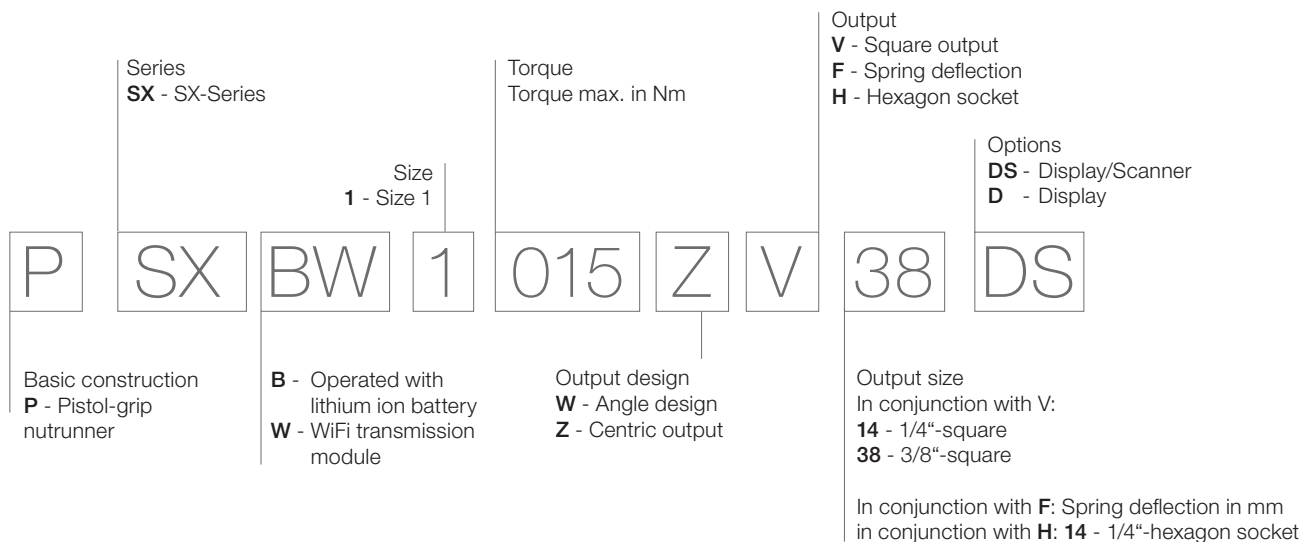 Output
V - Square output
F - Spring deflection
H - Hexagon socket
Series
SX - SX-Series
Torque
Torque max. in Nm
Options
DS - Display/Scanner
D - Display
Size
1 - Size 1
P SX BW 1 015 Z V 38 DS
Basic construction
P - Pistol-grip
nutrunner
B - Operated with
lithium ion battery
W - WiFi transmission
module
Output design
W - Angle design
Z - Centric output
Output size
In conjunction with V:
14 - 1/4“-square
38 - 3/8“-square
In conjunction with F: Spring deflection in mm
in conjunction with H: 14 - 1/4“-hexagon socket